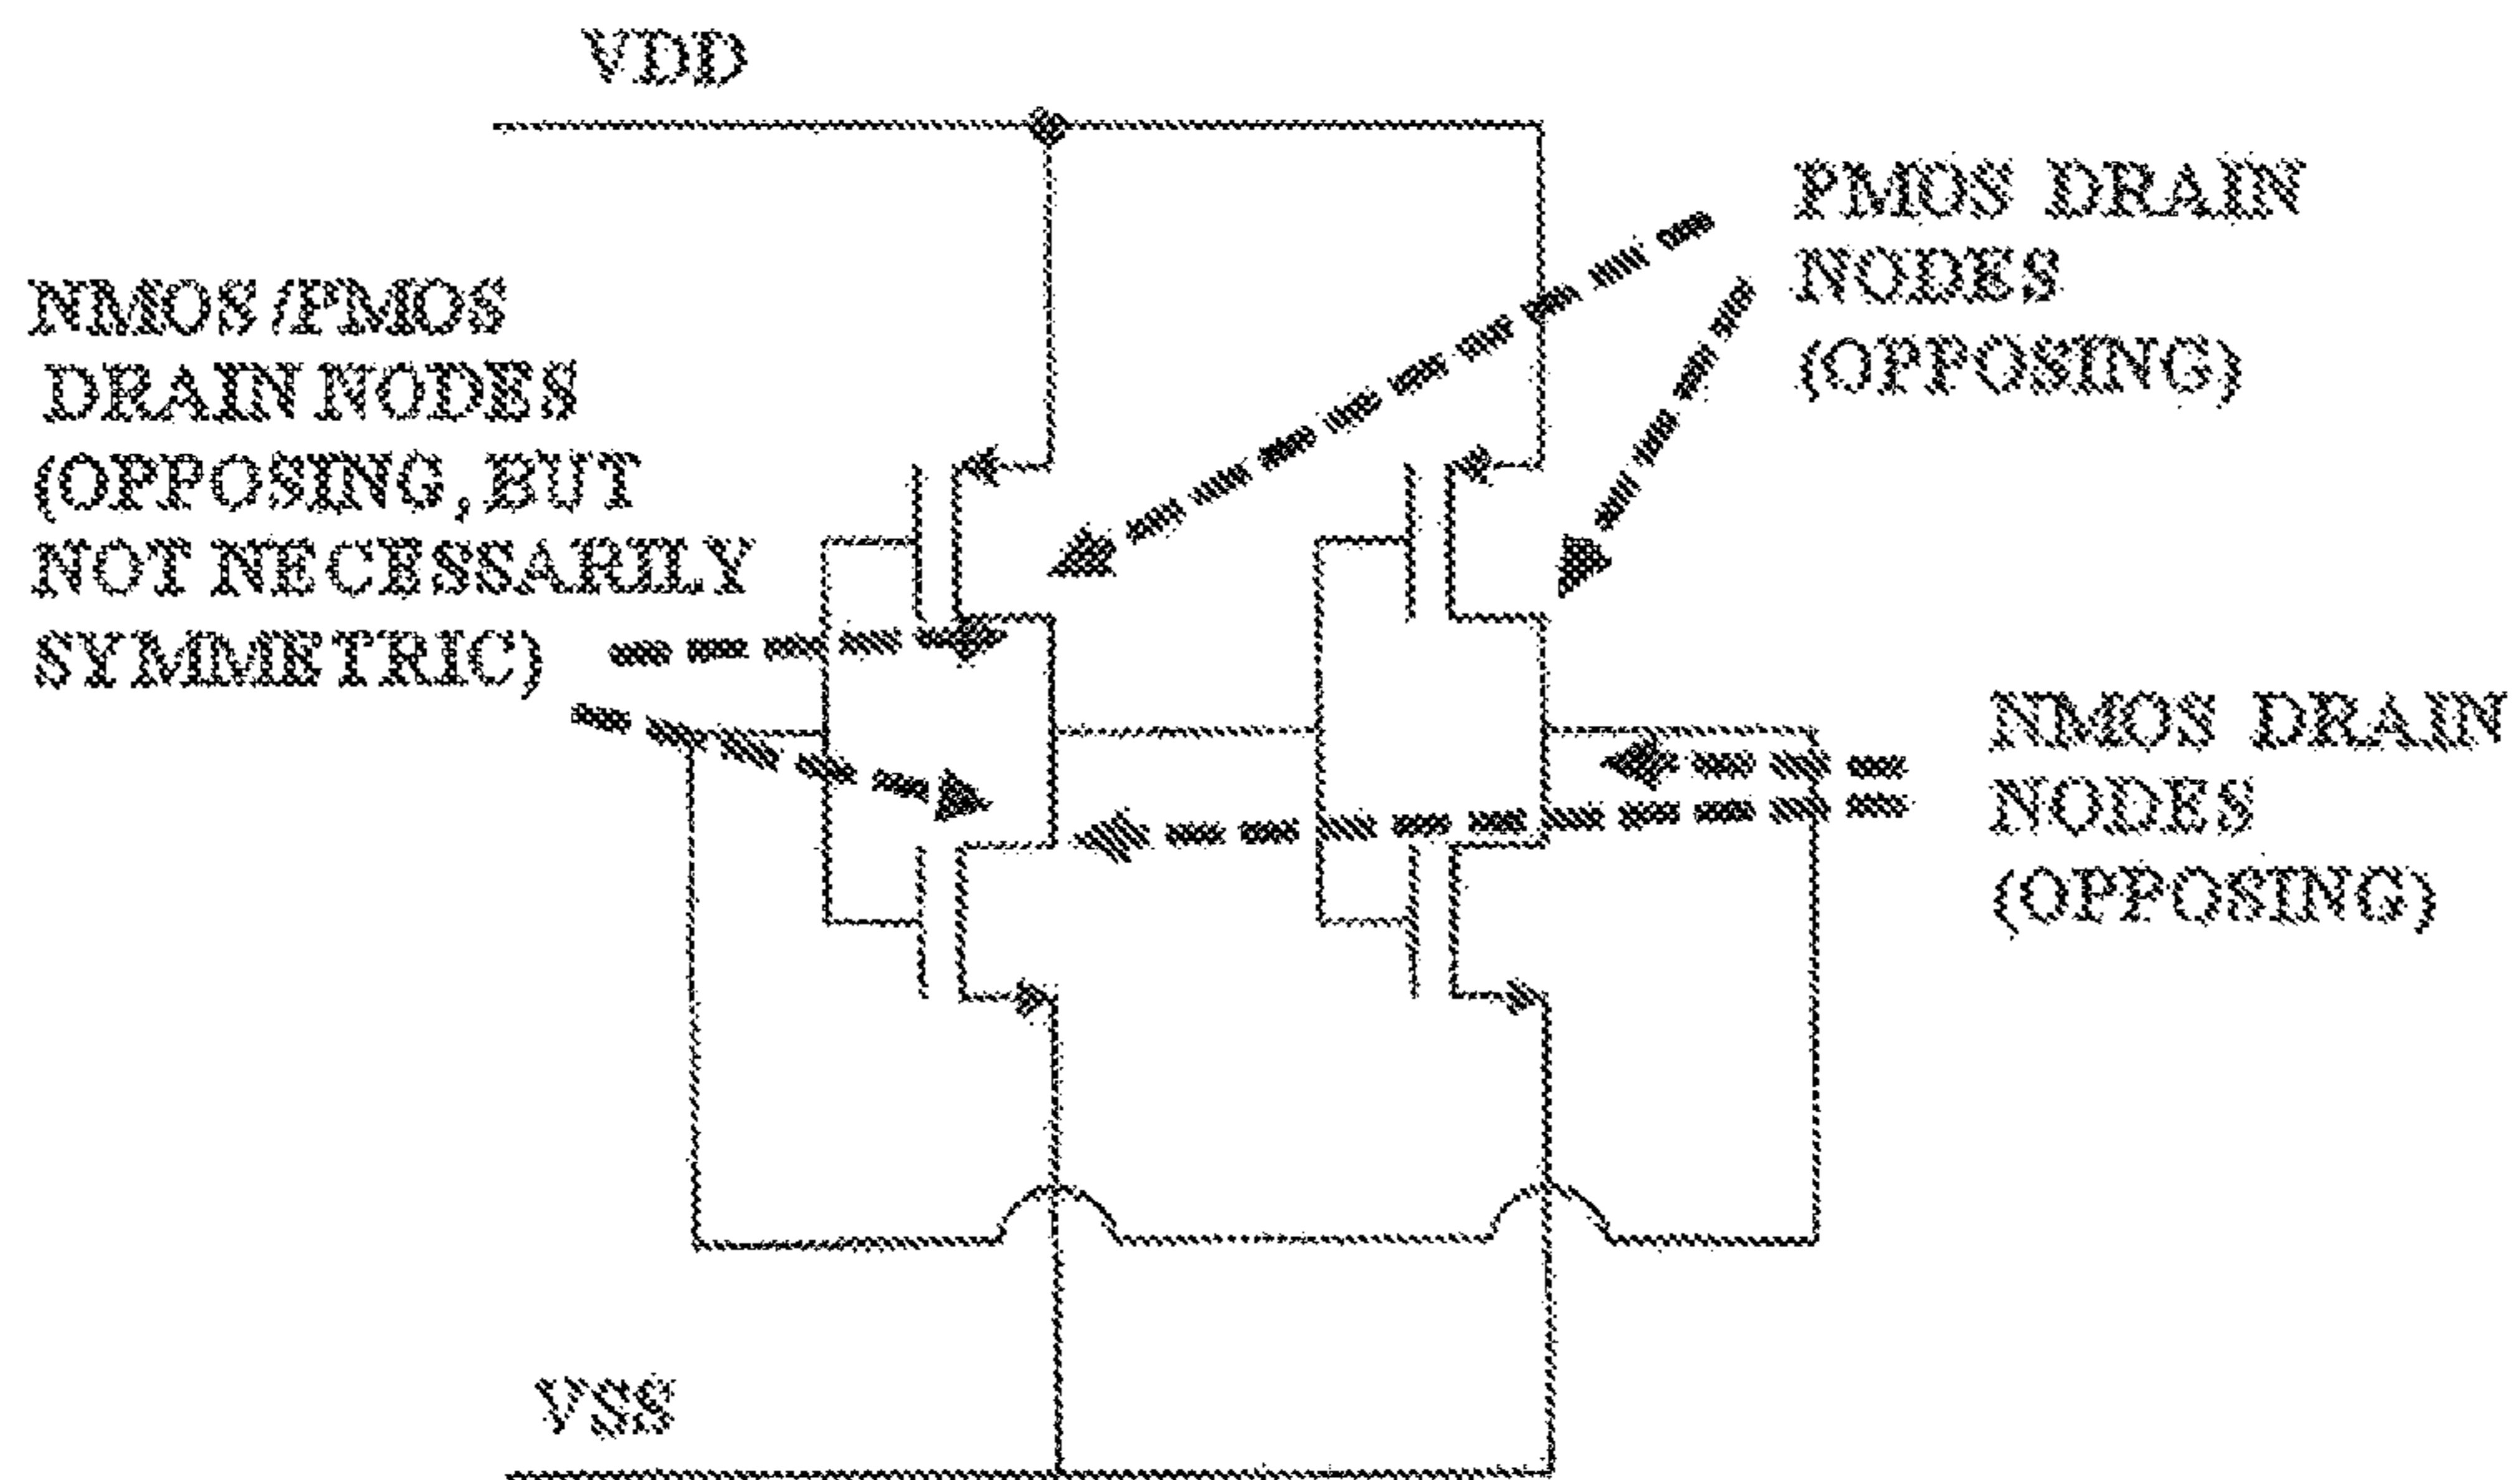 VDD
NMOS/PMOS
DRAIN NODES
(OPPOSING, BUT
NOT NECESSARILY
SYMMETRIC)
PMOS DRAIN
NODES
(OPPOSING)
NMOS DRAIN
NODES
(OPPOSING)
VSS